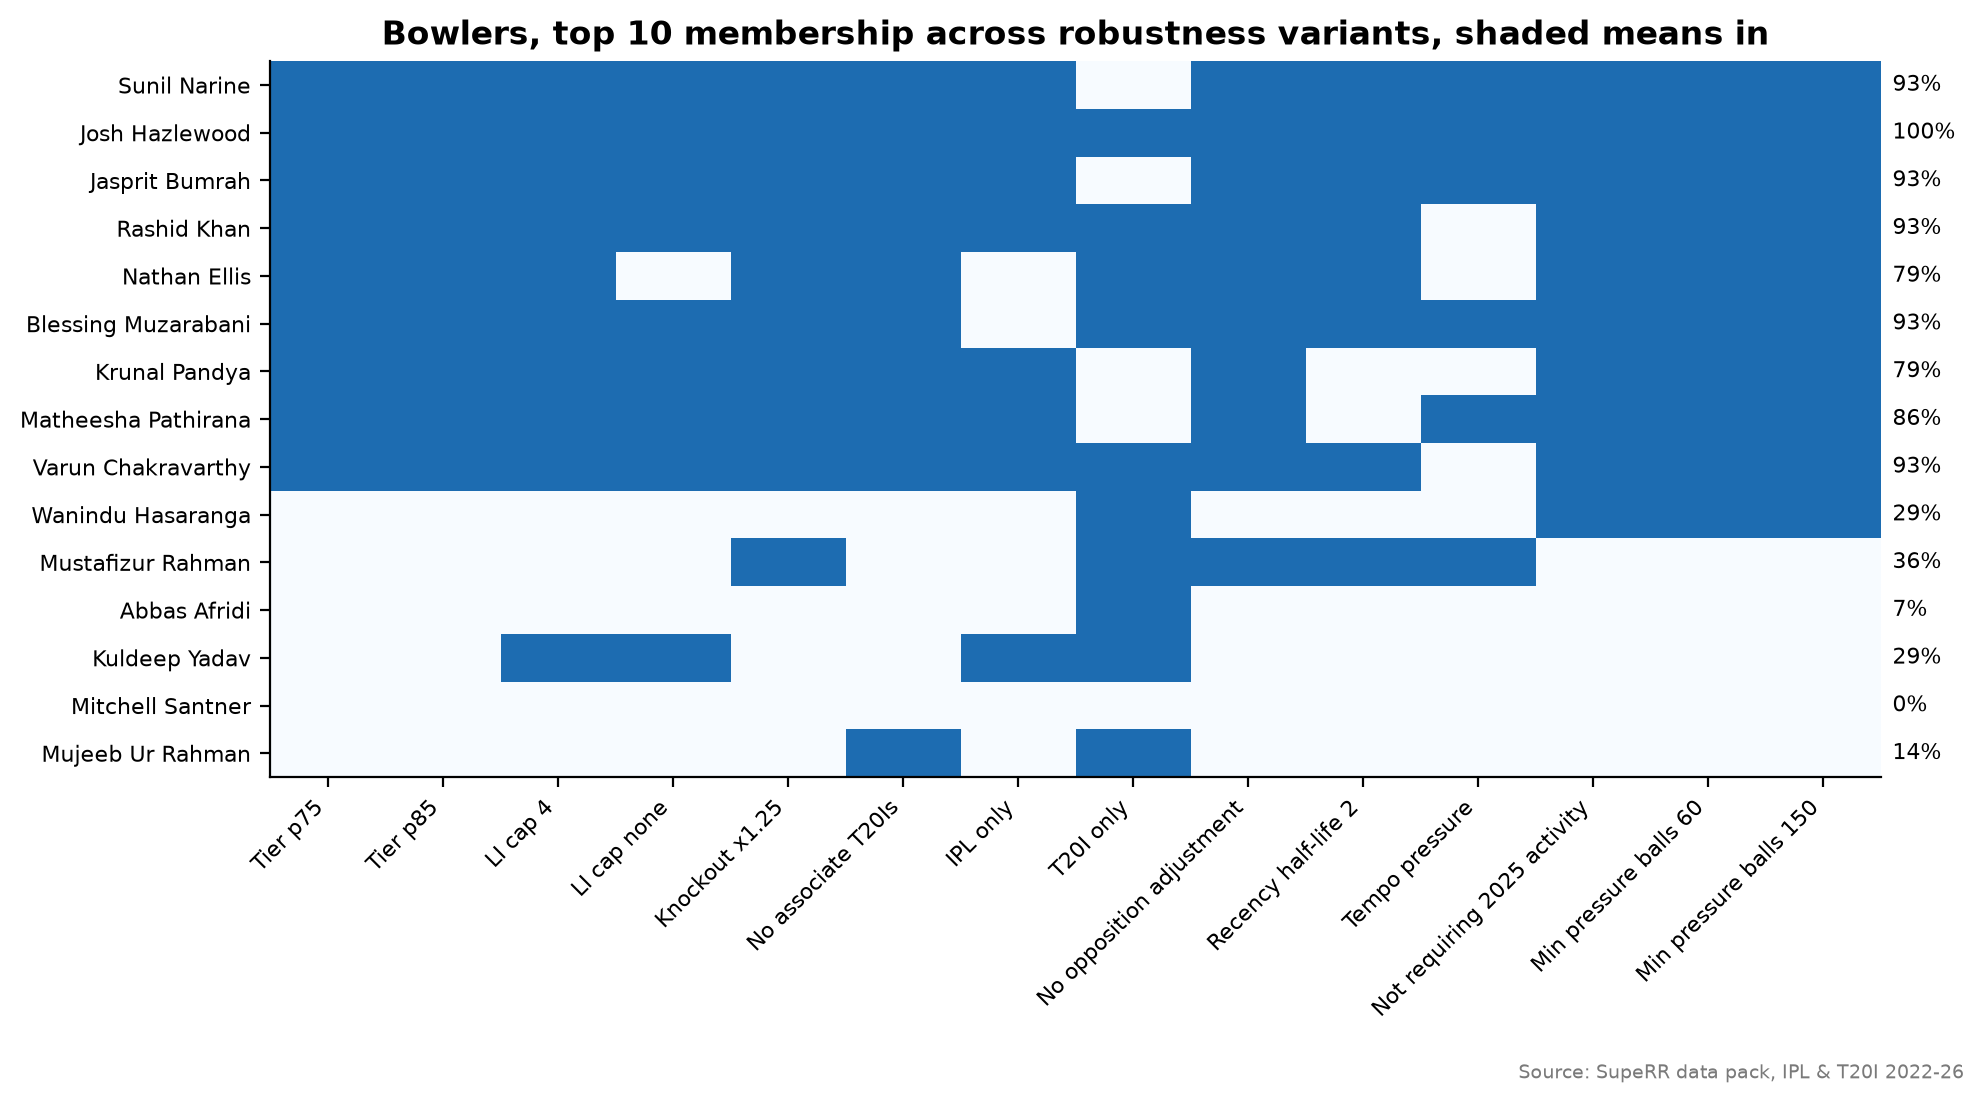 Bowlers, top 10 membership across robustness variants, shaded means in
Sunil Narine 93%
Josh Hazlewood 100%
Jasprit Bumrah 93%
Rashid Khan 93%
Nathan Ellis 79%
Blessing Muzarabani 93%
Krunal Pandya 79%
Matheesha Pathirana 86%
Varun Chakravarthy 93%
Wanindu Hasaranga 29%
Mustafizur Rahman 36%
Abbas Afridi 7%
Kuldeep Yadav 29%
Mitchell Santner 0%
Mujeeb Ur Rahman 14%
Tier p75
Tier p85
LI cap 4
LI cap none
Knockout x1.25
No associate T20Is
IPL only
T20I only
No opposition adjustment
Recency half-life 2
Tempo pressure
Not requiring 2025 activity
Min pressure balls 60
Min pressure balls 150
Source: SupeRR data pack, IPL & T20I 2022-26